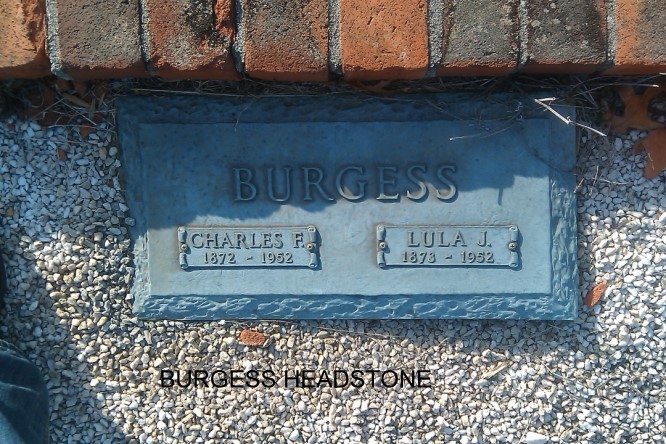 BURGESS
CHARLES F.
1872 - 1952
LULA J.
1873 - 1952
BURGESS HEADSTONE